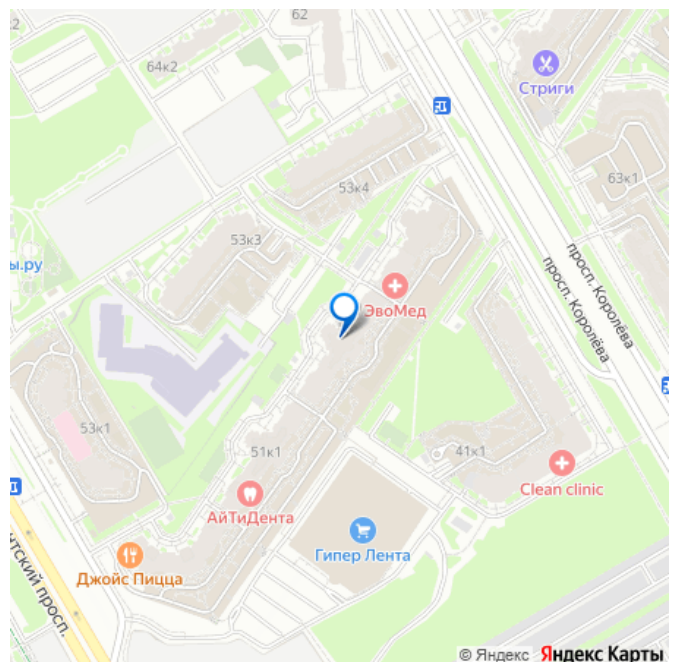 62
64к2
Стриги
53к4
63к1
53к3
просп. Королёва
просп. Королёва
ы.ру
ЭвоМед
53к1
51к1
41к1
Clean clinic
АйТиДента
Гипер Лента
Джойс Пицца
нтский просп.
© Яндекс Яндекс Карты